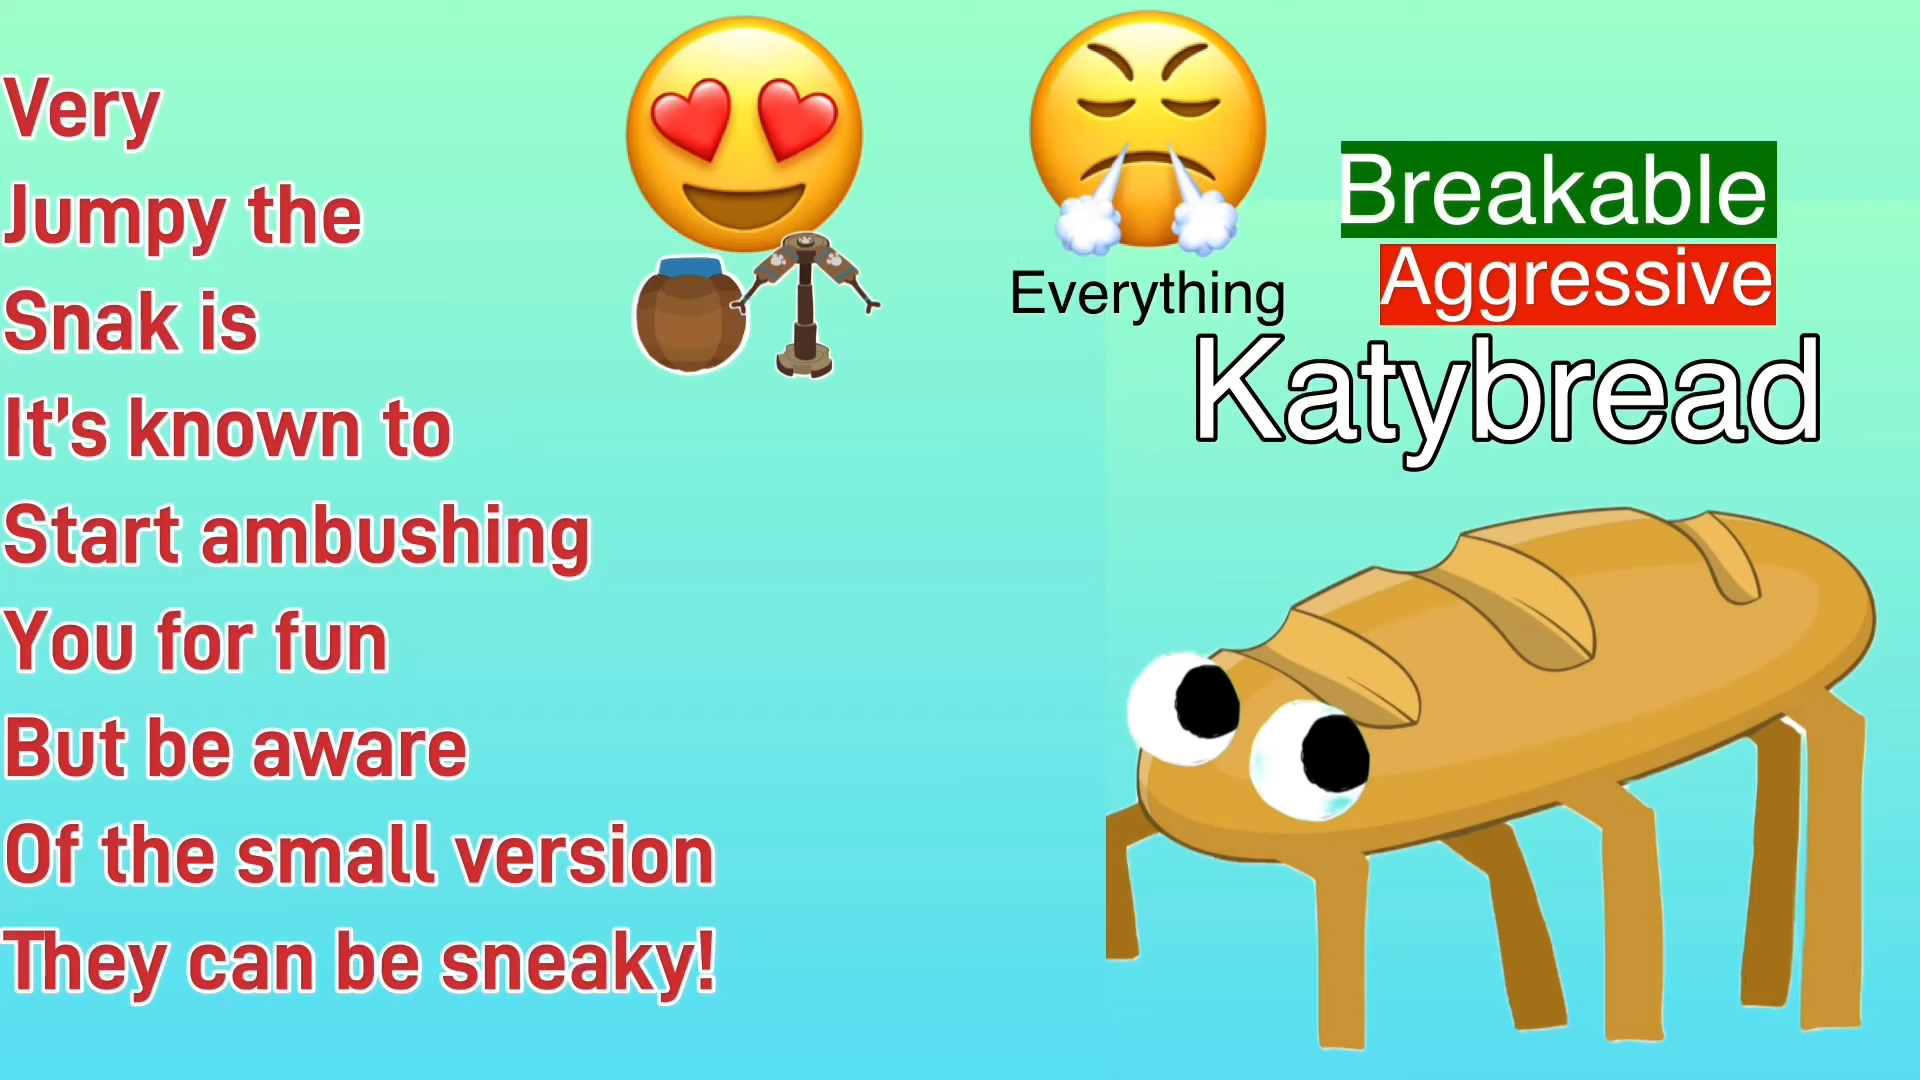 Very
Jumpy the
Snak is
It's known to
Start ambushing
You for fun
But be aware
Of the small version
They can be sneaky!
Everything
Breakable
Aggressive
Katybread